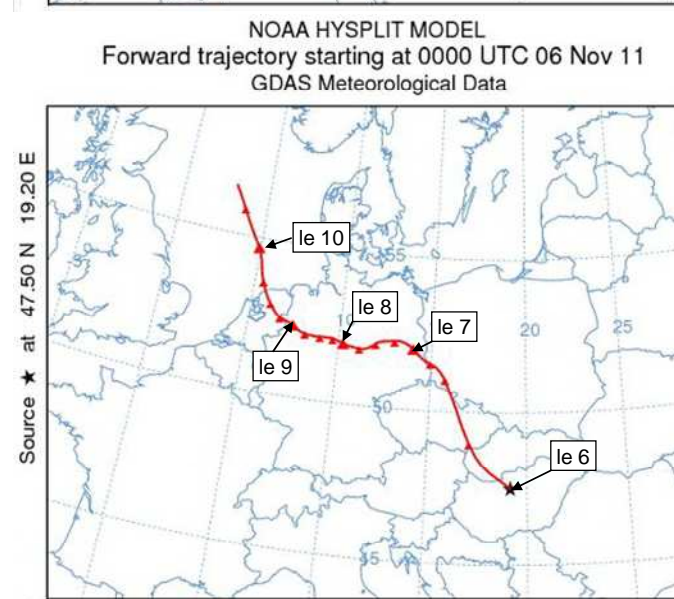 NOAA HYSPLIT MODEL
Forward trajectory starting at 0000 UTC 06 Nov 11
GDAS Meteorological Data
Source ★ at 47.50 N 19.20 E
le 10
55
le 8
10
le 7
20
25
le 9
50
le 6
45